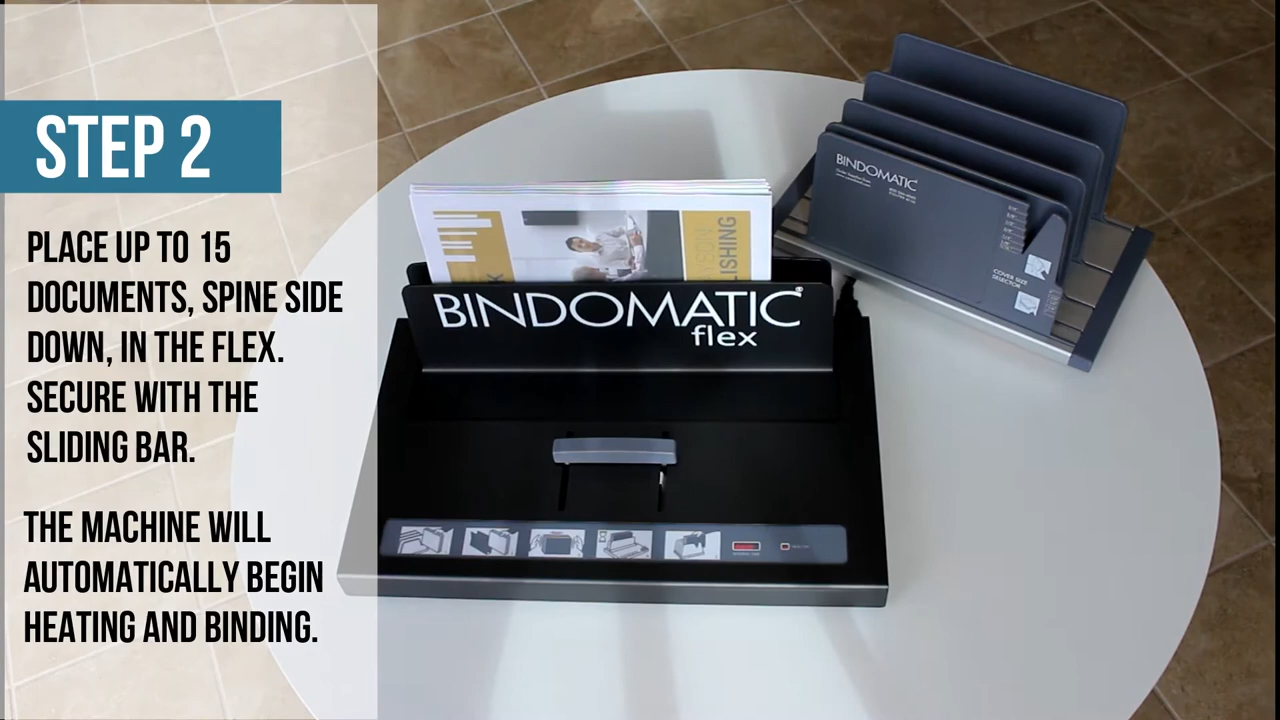 STEP 2
PLACE UP TO 15
DOCUMENTS, SPINE SIDE
DOWN, IN THE FLEX.
SECURE WITH THE
SLIDING BAR.
THE MACHINE WILL
AUTOMATICALLY BEGIN
HEATING AND BINDING.
LISHING
BINDOMATIC®
flex
BINDOMATIC
COVER SIZE
SELECTOR